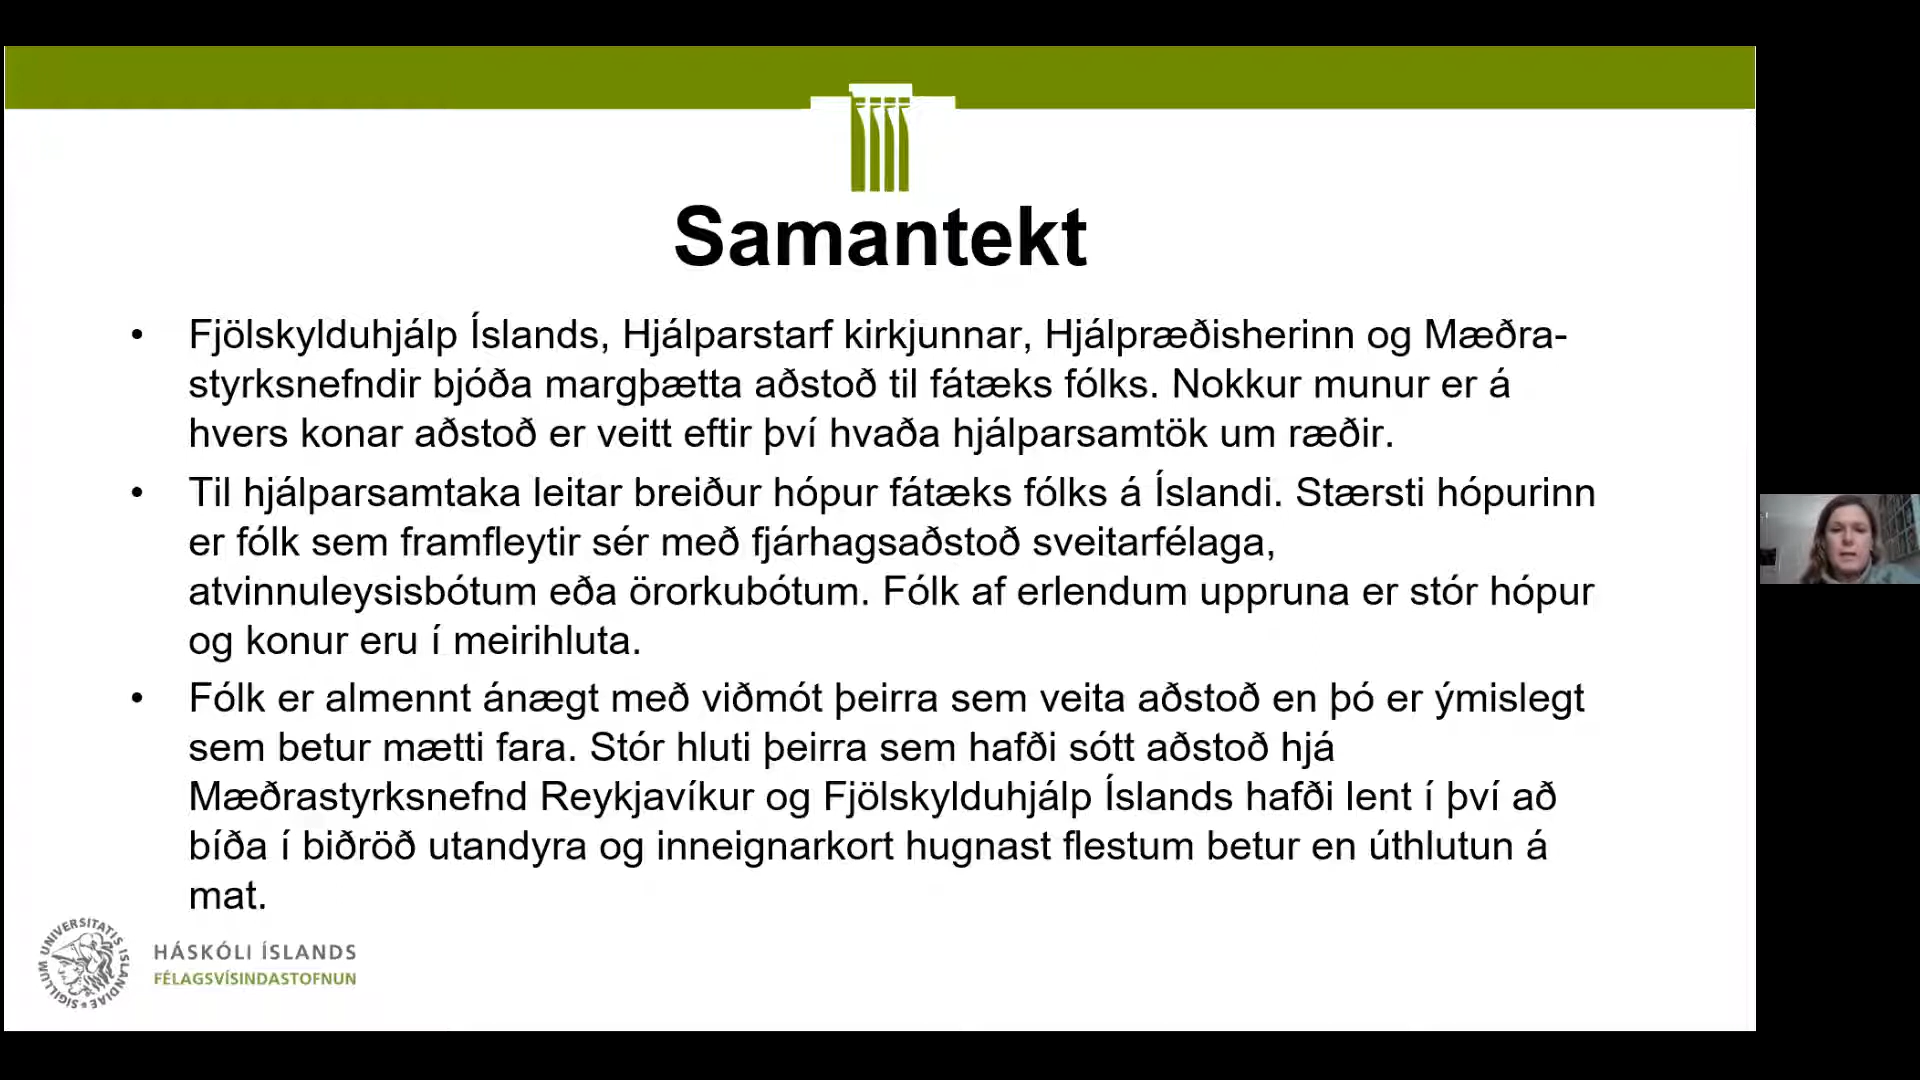 Samantekt
• Fjölskylduhjálp Íslands, Hjálparstarf kirkjunnar, Hjálpræðisherinn og Mæðra-
styrksnefndir bjóða margþætta aðstoð til fátæks fólks. Nokkur munur er á
hvers konar aðstoð er veitt eftir því hvaða hjálparsamtök um ræðir.
• Til hjálparsamtaka leitar breiður hópur fátæks fólks á Íslandi. Stærsti hópurinn
er fólk sem framfleytir sér með fjárhagsaðstoð sveitarfélaga,
atvinnuleysisbótum eða örorkubótum. Fólk af erlendum uppruna er stór hópur
og konur eru í meirihluta.
• Fólk er almennt ánægt með viðmót þeirra sem veita aðstoð en þó er ýmislegt
sem betur mætti fara. Stór hluti þeirra sem hafði sótt aðstoð hjá
Mæðrastyrksnefnd Reykjavíkur og Fjölskylduhjálp Íslands hafði lent í því að
bíða í biðröð utandyra og inneignarkort hugnast flestum betur en úthlutun á
mat.
SIGILLUM UNIVERSITATIS ISLANDIAE
HÁSKÓLI ÍSLANDS
FÉLAGSVÍSINDASTOFNUN